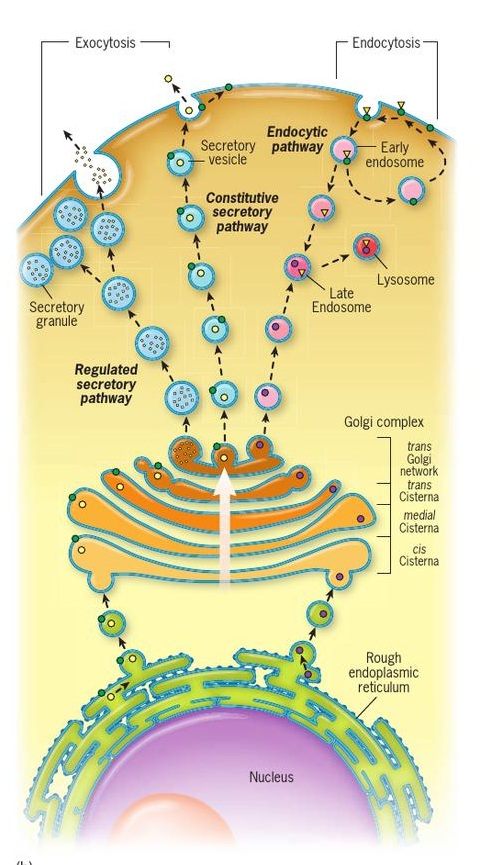 Exocytosis
Endocytosis
Endocytic
pathway
Early
endosome
Secretory
vesicle
Constitutive
secretory
pathway
Lysosome
Late
Endosome
Secretory
granule
Regulated
secretory
pathway
Golgi complex
trans
Golgi
network
trans
Cisterna
medial
Cisterna
cis
Cisterna
Rough
endoplasmic
reticulum
Nucleus